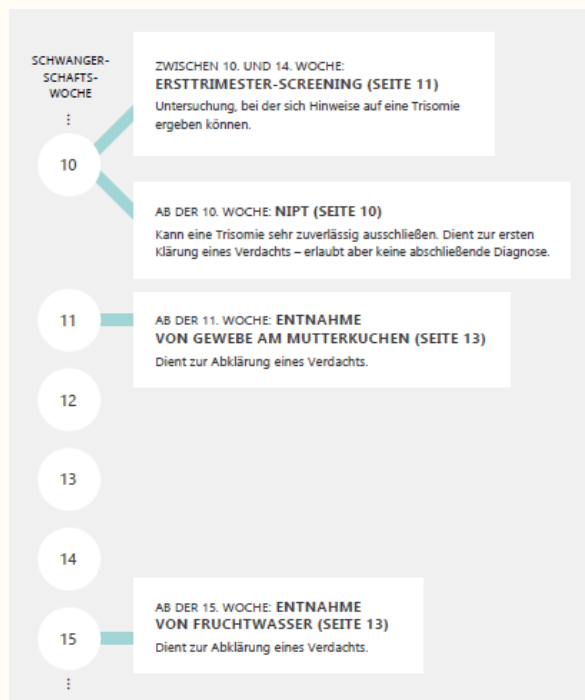 SCHWANGER-
SCHAFTS-
WOCHE
⋮
ZWISCHEN 10. UND 14. WOCHE:
ERSTTRIMESTER-SCREENING (SEITE 11)
Untersuchung, bei der sich Hinweise auf eine Trisomie
ergeben können.
10
AB DER 10. WOCHE: NIPT (SEITE 10)
Kann eine Trisomie sehr zuverlässig ausschließen. Dient zur ersten
Klärung eines Verdachts – erlaubt aber keine abschließende Diagnose.
11
AB DER 11. WOCHE: ENTNAHME
VON GEWEBE AM MUTTERKUCHEN (SEITE 13)
Dient zur Abklärung eines Verdachts.
12
13
14
15
AB DER 15. WOCHE: ENTNAHME
VON FRUCHTWASSER (SEITE 13)
Dient zur Abklärung eines Verdachts.
⋮